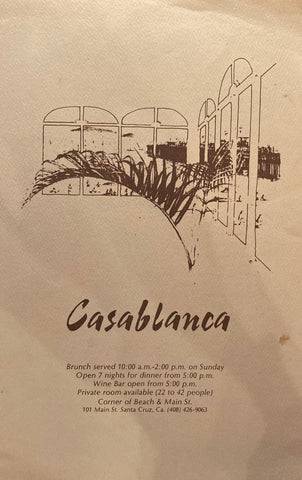 Casablanca
Brunch served 10:00 a.m.-2:00 p.m. on Sunday
Open 7 nights for dinner from 5:00 p.m.
Wine Bar open from 5:00 p.m.
Private room available (22 to 42 people)
Corner of Beach & Main St.
101 Main St. Santa Cruz, Ca. (408) 426-9063